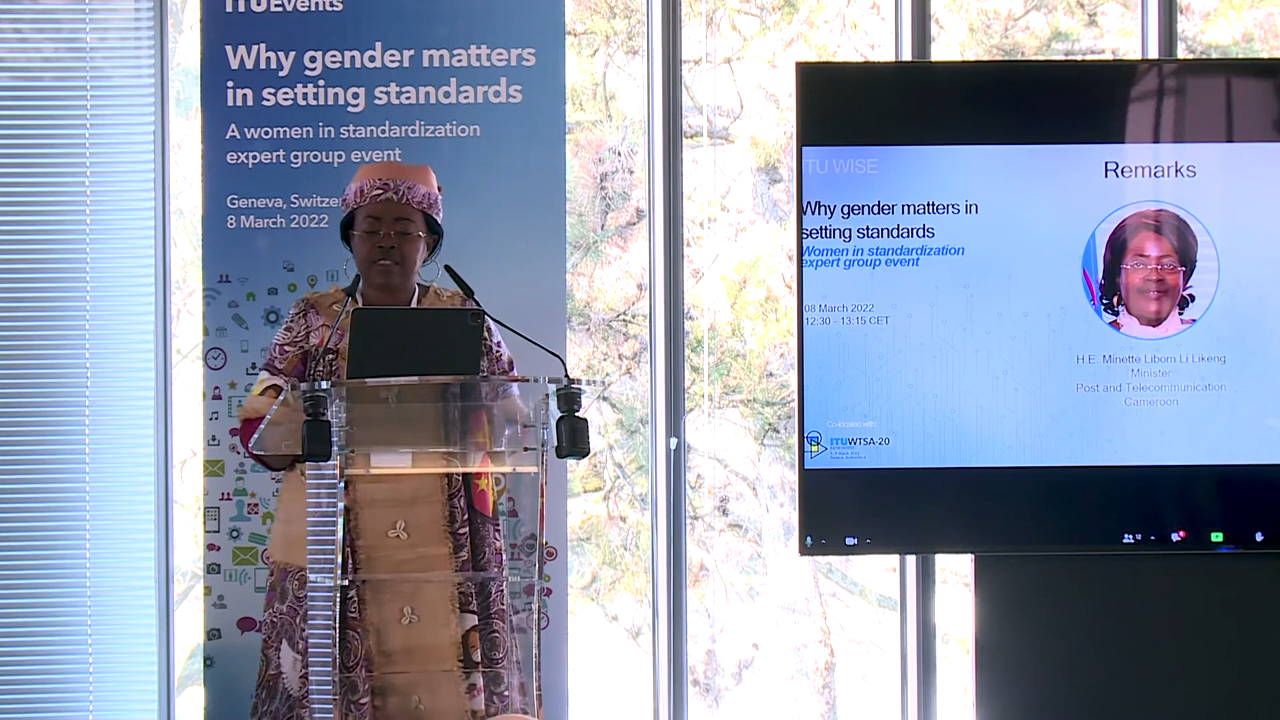 ITUEvents
Why gender matters
in setting standards
A women in standardization
expert group event
Geneva, Switzer
8 March 2022
ITU WISE
Remarks
Why gender matters in
setting standards
Women in standardization
expert group event
08 March 2022
12:30 - 13:15 CET
H.E. Minette Libom Li Likeng
Minister
Post and Telecommunication
Cameroon
Co-located with:
ITUWTSA-20